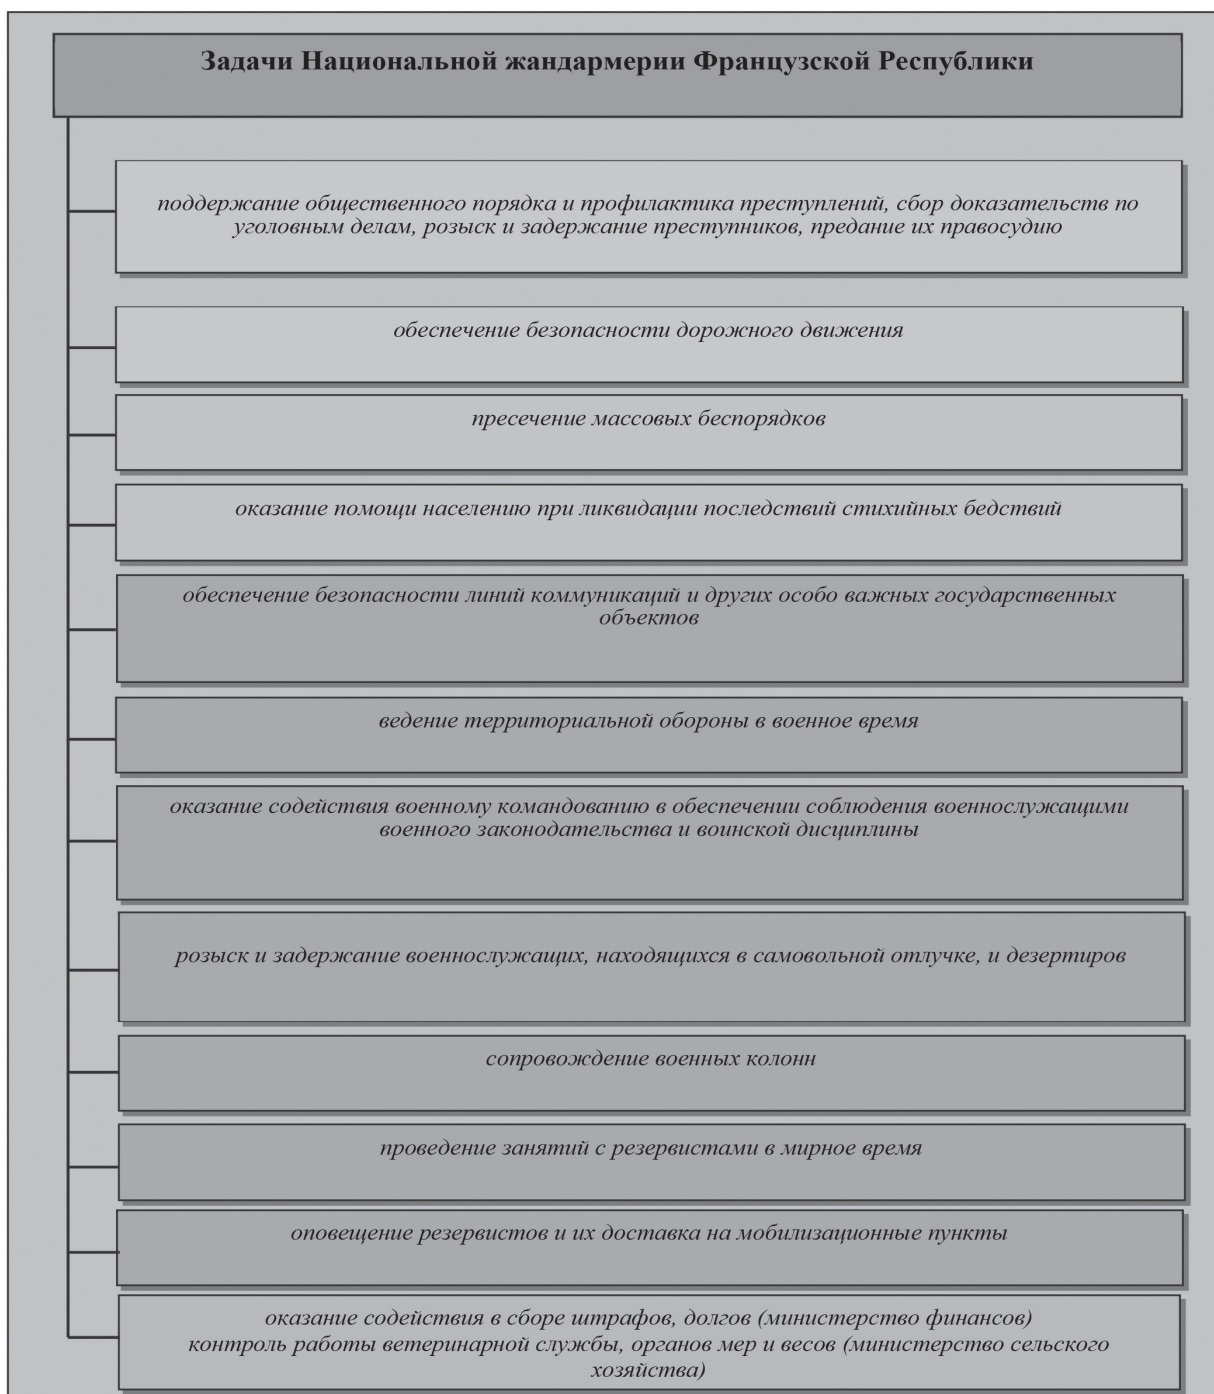 Задачи Национальной жандармерии Французской Республики
поддержание общественного порядка и профилактика преступлений, сбор доказательств по
уголовным делам, розыск и задержание преступников, предание их правосудию
обеспечение безопасности дорожного движения
пресечение массовых беспорядков
оказание помощи населению при ликвидации последствий стихийных бедствий
обеспечение безопасности линий коммуникаций и других особо важных государственных
объектов
ведение территориальной обороны в военное время
оказание содействия военному командованию в обеспечении соблюдения военнослужащими
военного законодательства и воинской дисциплины
розыск и задержание военнослужащих, находящихся в самовольной отлучке, и дезертиров
сопровождение военных колонн
проведение занятий с резервистами в мирное время
оповещение резервистов и их доставка на мобилизационные пункты
оказание содействия в сборе штрафов, долгов (министерство финансов)
контроль работы ветеринарной службы, органов мер и весов (министерство сельского
хозяйства)